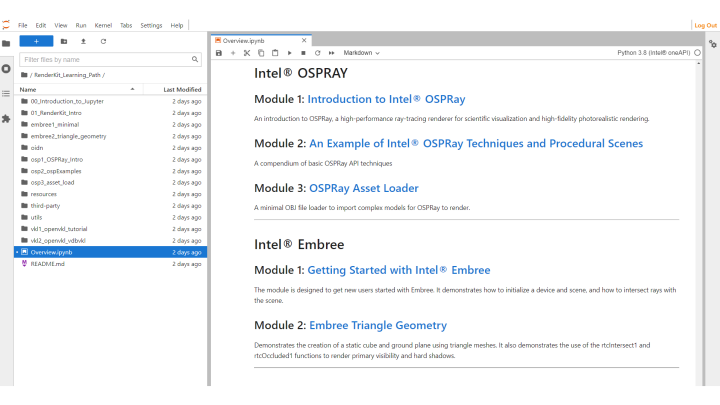 File Edit View Run Kernel Tabs Settings Help
Log Out
Filter files by name
/ RenderKit_Learning_Path /
Name Last Modified
00_Introduction_to_Jupyter 2 days ago
01_RenderKit_Intro 2 days ago
embree1_minimal 2 days ago
embree2_triangle_geometry 2 days ago
oidn 2 days ago
osp1_OSPRay_Intro 2 days ago
osp2_ospExamples 2 days ago
osp3_asset_load 2 days ago
resources 2 days ago
third-party 2 days ago
utils 2 days ago
vkl1_openvkl_tutorial 2 days ago
vkl2_openvkl_vdbvkl 2 days ago
Overview.ipynb 2 days ago
README.md 2 days ago
Overview.ipynb
Markdown
Python 3.8 (Intel® oneAPI)
Intel® OSPRAY
Module 1: Introduction to Intel® OSPRay
An introduction to OSPRay, a high-performance ray-tracing renderer for scientific visualization and high-fidelity photorealistic rendering.
Module 2: An Example of Intel® OSPRay Techniques and Procedural Scenes
A compendium of basic OSPRay API techniques
Module 3: OSPRay Asset Loader
A minimal OBJ file loader to import complex models for OSPRay to render.
Intel® Embree
Module 1: Getting Started with Intel® Embree
The module is designed to get new users started with Embree. It demonstrates how to initialize a device and scene, and how to intersect rays with
the scene.
Module 2: Embree Triangle Geometry
Demonstrates the creation of a static cube and ground plane using triangle meshes. It also demonstrates the use of the rtcIntersect1 and
rtcOccluded1 functions to render primary visibility and hard shadows.